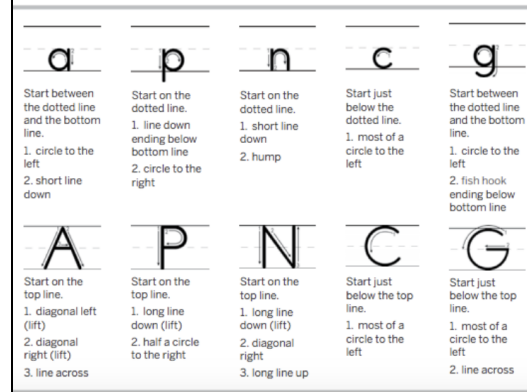 a p n c g
Start between
the dotted line
and the bottom
line.
1. circle to the
left
2. short line
down
Start on the
dotted line.
1. line down
ending below
bottom line
2. circle to the
right
Start on the
dotted line.
1. short line
down
2. hump
Start just
below the
dotted line.
1. most of a
circle to the
left
Start between
the dotted line
and the bottom
line.
1. circle to the
left
2. fish hook
ending below
bottom line
A P N C G
Start on the
top line.
1. diagonal left
(lift)
2. diagonal
right (lift)
3. line across
Start on the
top line.
1. long line
down (lift)
2. half a circle
to the right
Start on the
top line.
1. long line
down (lift)
2. diagonal
right
3. long line up
Start just
below the top
line.
1. most of a
circle to the
left
Start just
below the top
line.
1. most of a
circle to the
left
2. line across